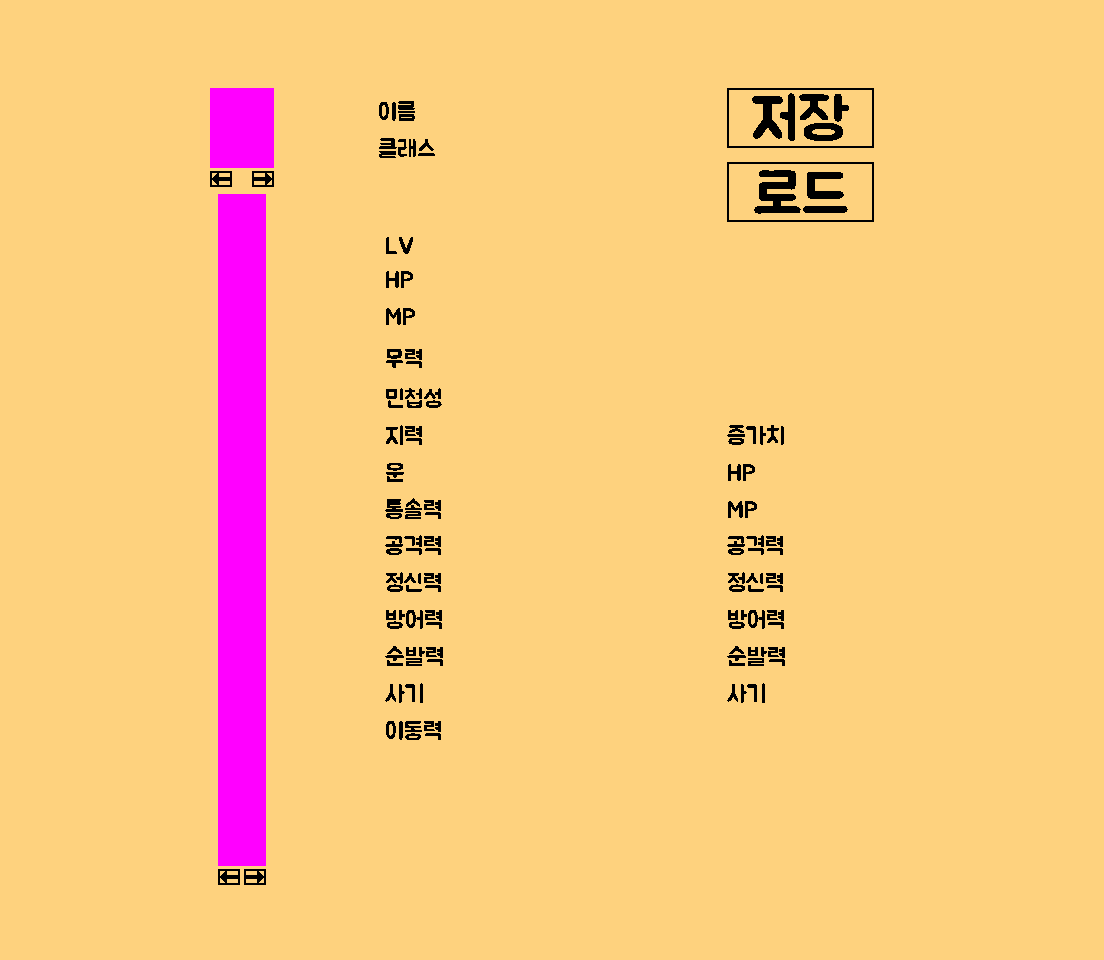 이름
클래스
저장
로드
LV
HP
MP
무력
민첩성
지력
운
통솔력
공격력
정신력
방어력
순발력
사기
이동력
증가치
HP
MP
공격력
정신력
방어력
순발력
사기